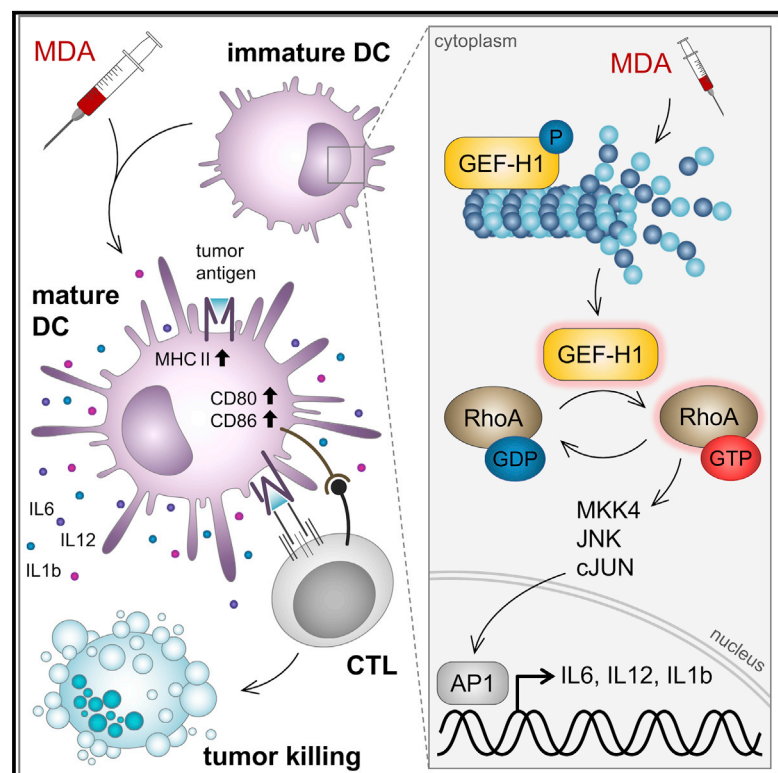 MDA
immature DC
tumor
antigen
mature
DC
MHC II
CD80
CD86
IL6
IL12
IL1b
CTL
tumor killing
cytoplasm
MDA
P
GEF-H1
GEF-H1
RhoA
GDP
RhoA
GTP
MKK4
JNK
cJUN
nucleus
AP1
IL6, IL12, IL1b